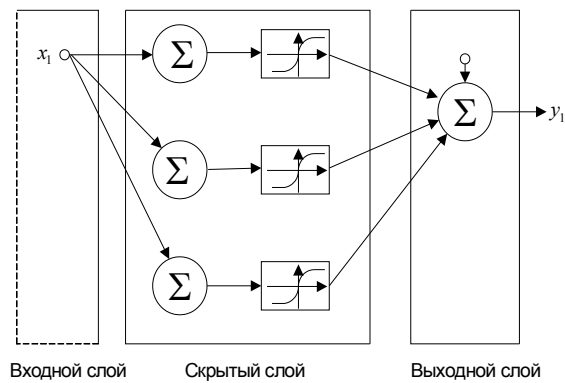 x₁
Σ
Σ
Σ
Σ
y₁
Входной слой
Скрытый слой
Выходной слой